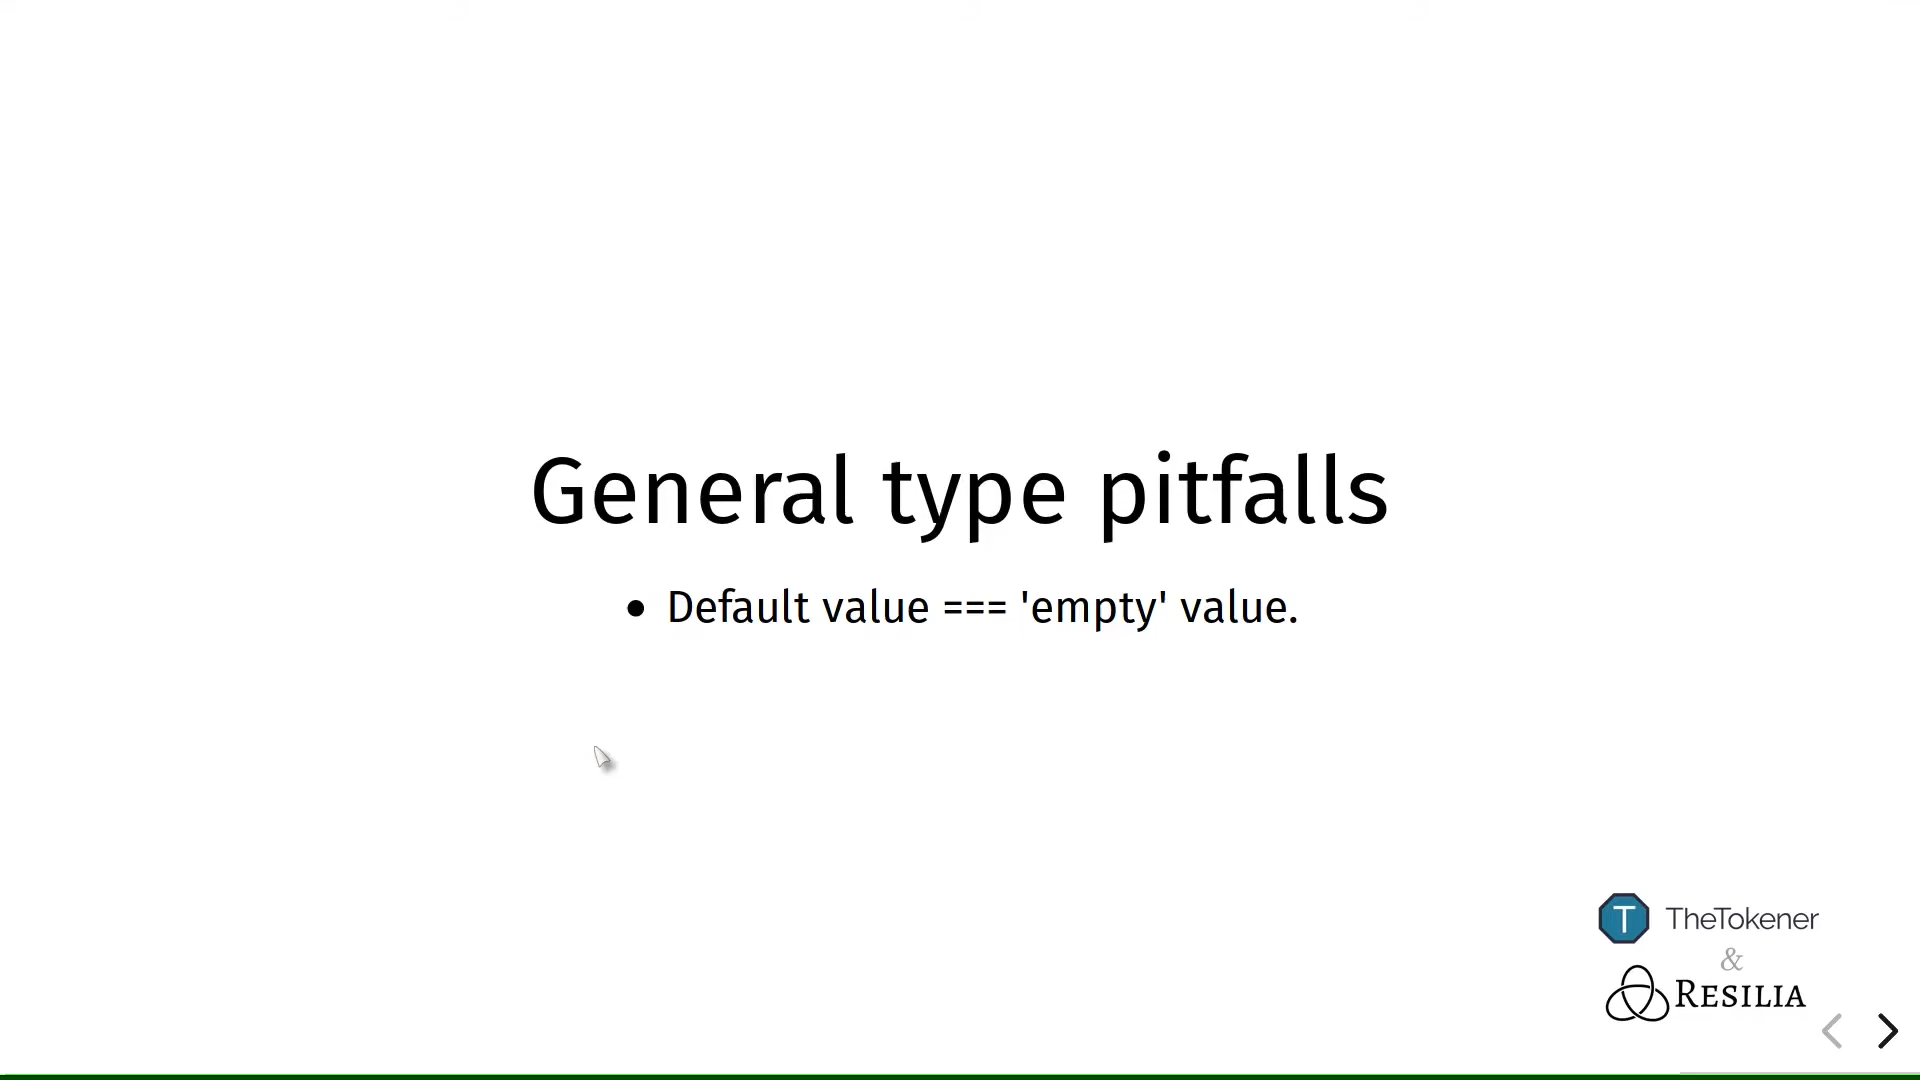 General type pitfalls
• Default value === 'empty' value.
T TheTokener
&
RESILIA